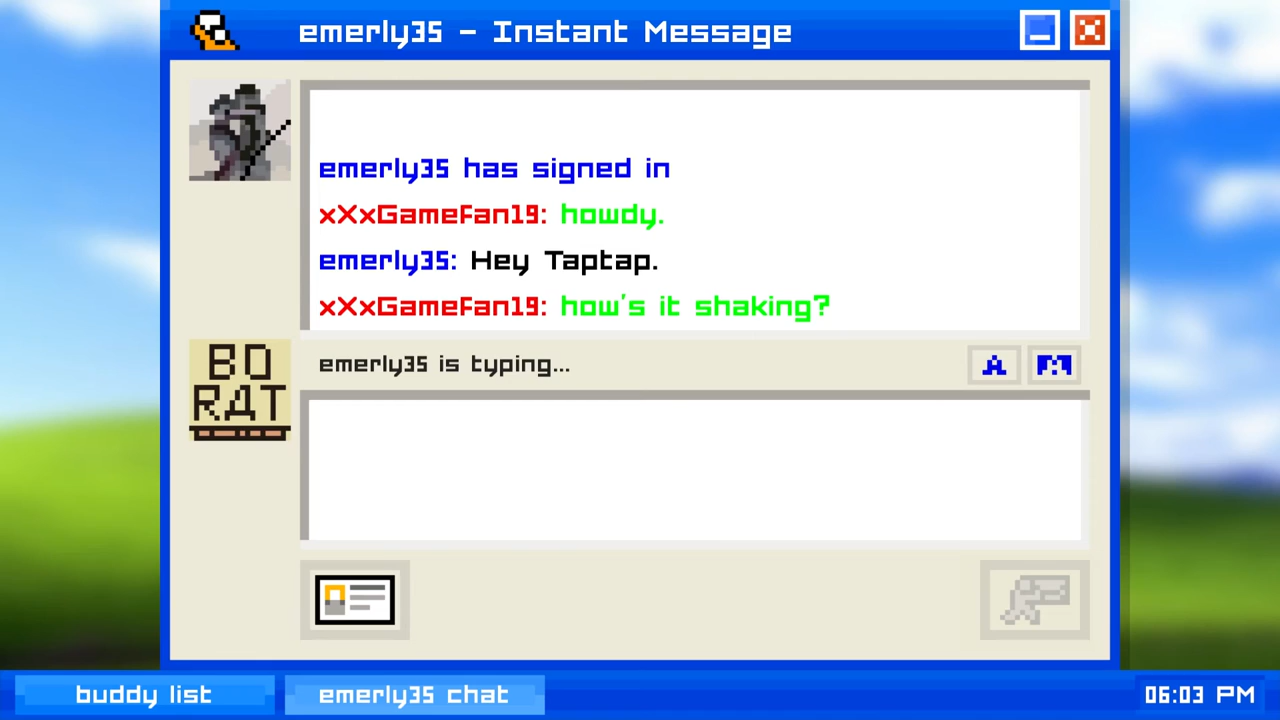 emerly35 - Instant Message
emerly35 has signed in
xXxGameFan19: howdy.
emerly35: Hey Taptap.
xXxGameFan19: how's it shaking?
BO
RAT
emerly35 is typing...
A
buddy list
emerly35 chat
06:03 PM